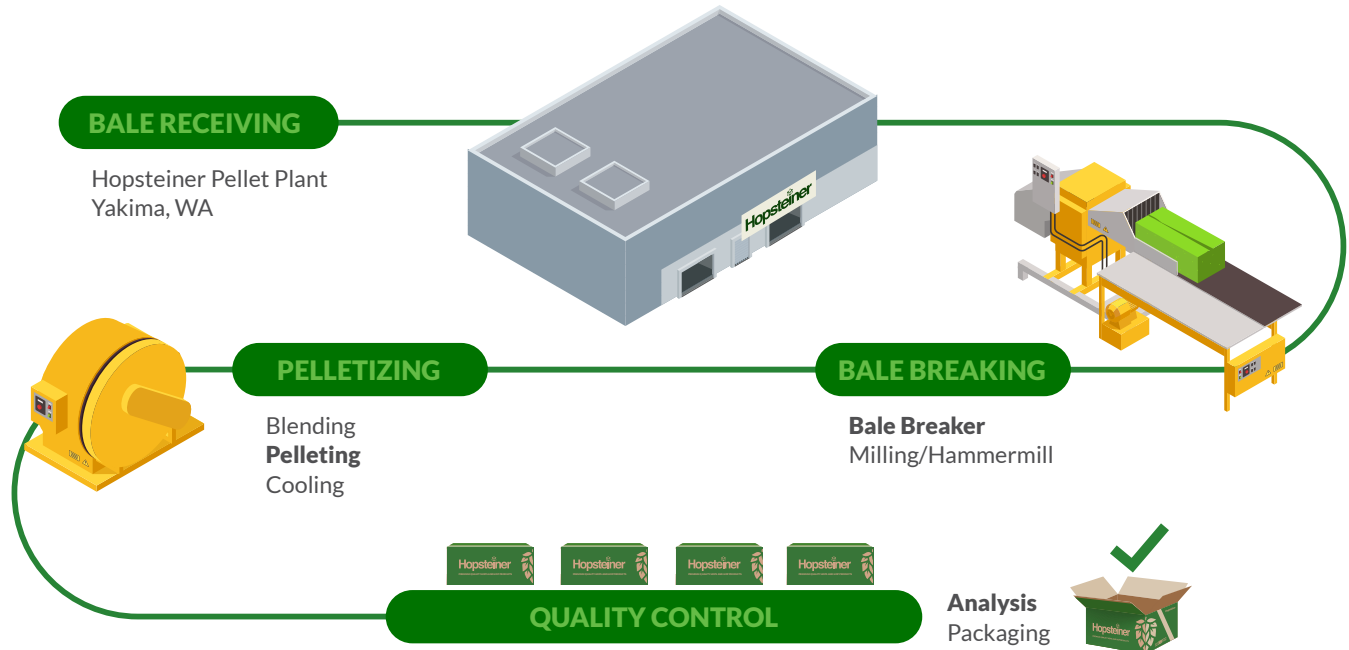 BALE RECEIVING
Hopsteiner Pellet Plant
Yakima, WA
Hopsteiner
BALE BREAKING
Bale Breaker
Milling/Hammermill
PELLETIZING
Blending
Pelleting
Cooling
Hopsteiner
Hopsteiner
Hopsteiner
Hopsteiner
QUALITY CONTROL
Analysis
Packaging
Hopsteiner